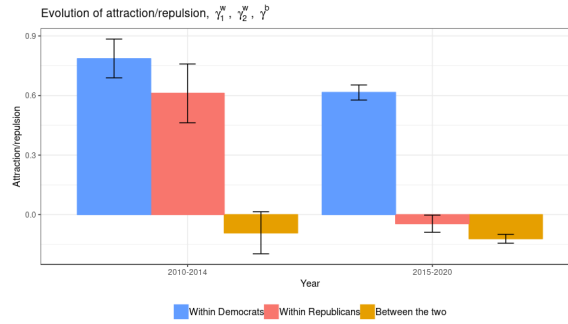 Evolution of attraction/repulsion, γ₁ʷ, γ₂ʷ, γᵇ
Attraction/repulsion
0.9
0.6
0.3
0.0
2010-2014 2015-2020
Year
Within Democrats Within Republicans Between the two